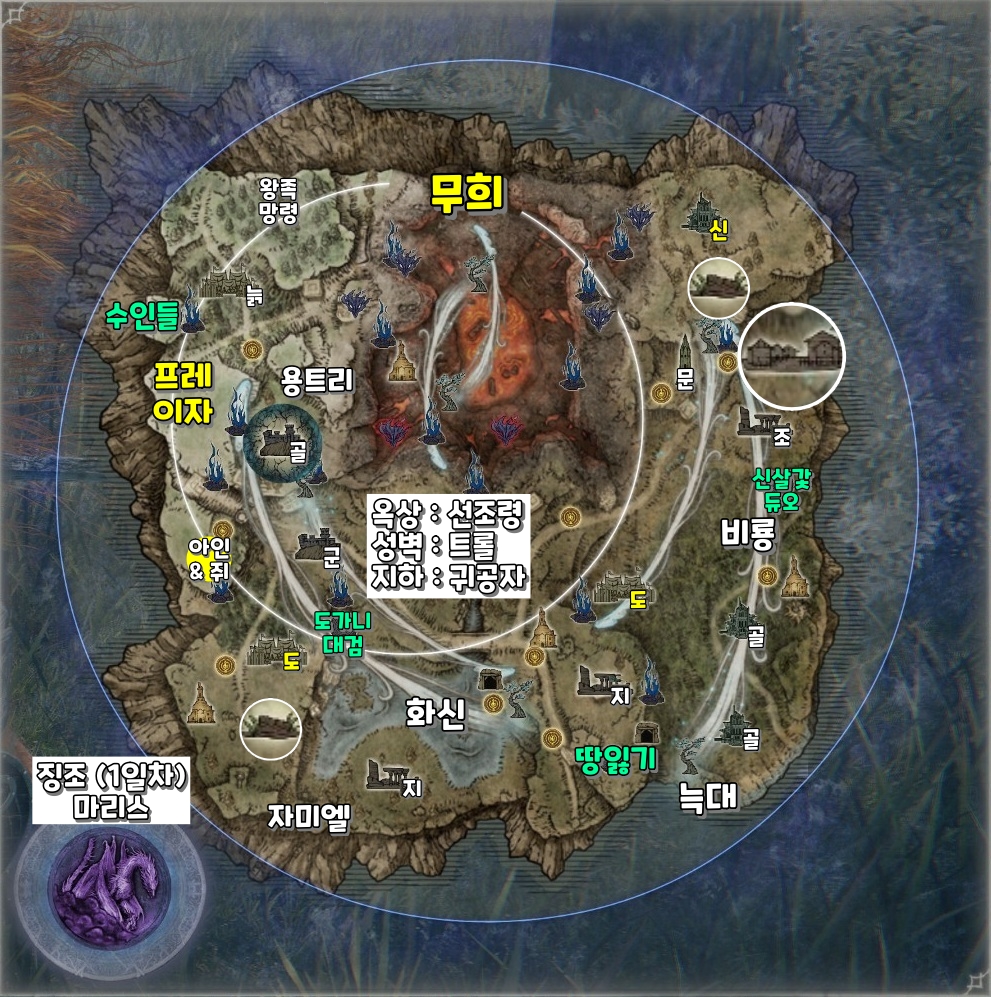 왕족
망령
무희
신
늙
수인들
프레
이자
용트리
문
골
조
신살갗
듀오
옥상 : 선조령
성벽 : 트롤
지하 : 귀공자
비룡
아인
& 쥐
군
도가니
대검
도
도
골
지
화신
땅잃기
골
지
자미엘
늑대
징조 (1일차)
마리스